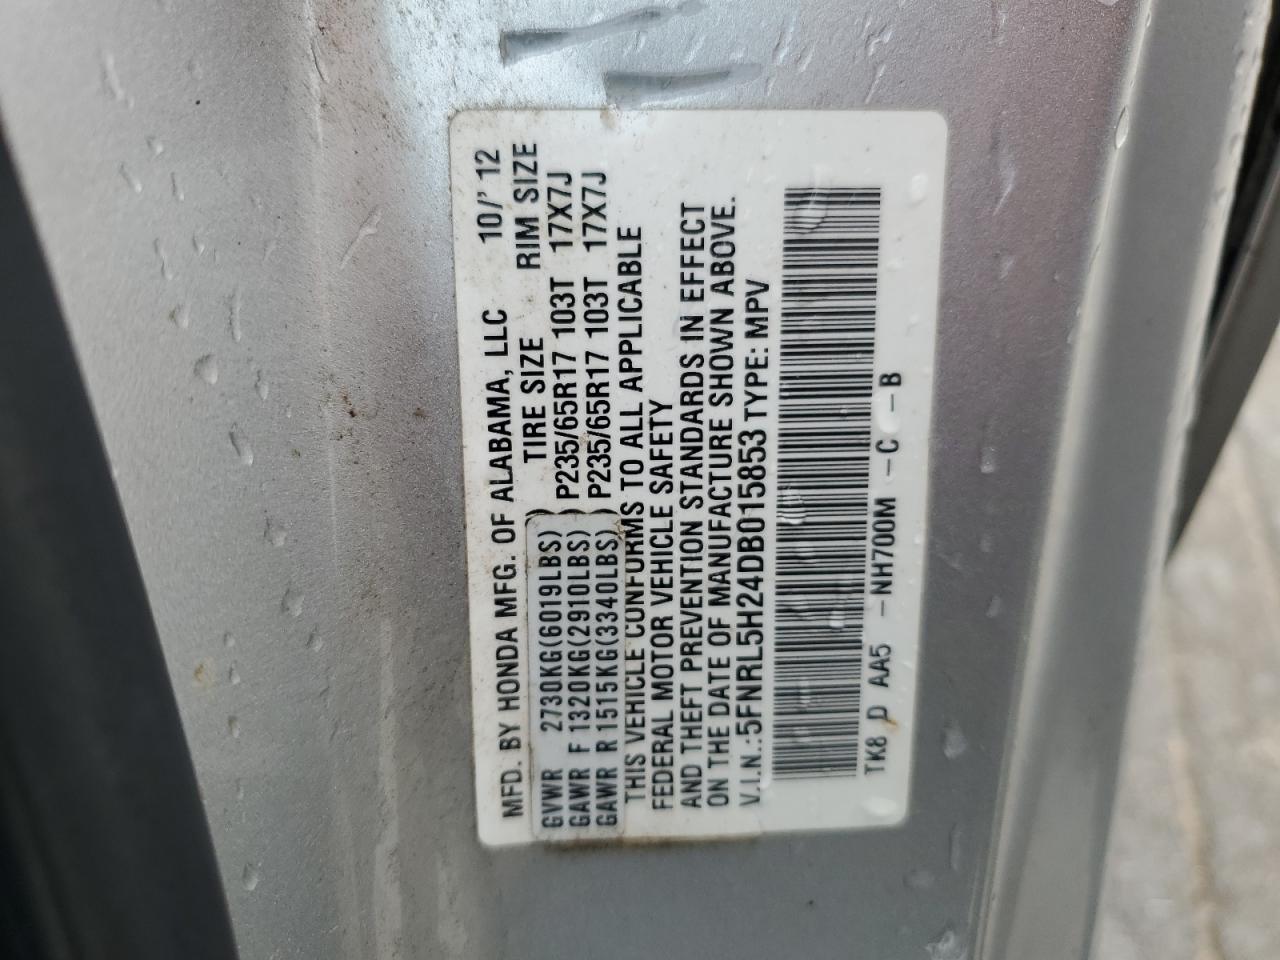 MFD. BY HONDA MFG. OF ALABAMA, LLC 10/'12
TIRE SIZE RIM SIZE
GVWR 2730KG(6019LBS)
GAWR F 1320KG(2910LBS) P235/65R17 103T 17X7J
GAWR R 1515KG(3340LBS) P235/65R17 103T 17X7J
THIS VEHICLE CONFORMS TO ALL APPLICABLE
FEDERAL MOTOR VEHICLE SAFETY
AND THEFT PREVENTION STANDARDS IN EFFECT
ON THE DATE OF MANUFACTURE SHOWN ABOVE.
V.I.N.:5FNRL5H24DB015853 TYPE: MPV
TK8 D AA5 -NH700M -C -B